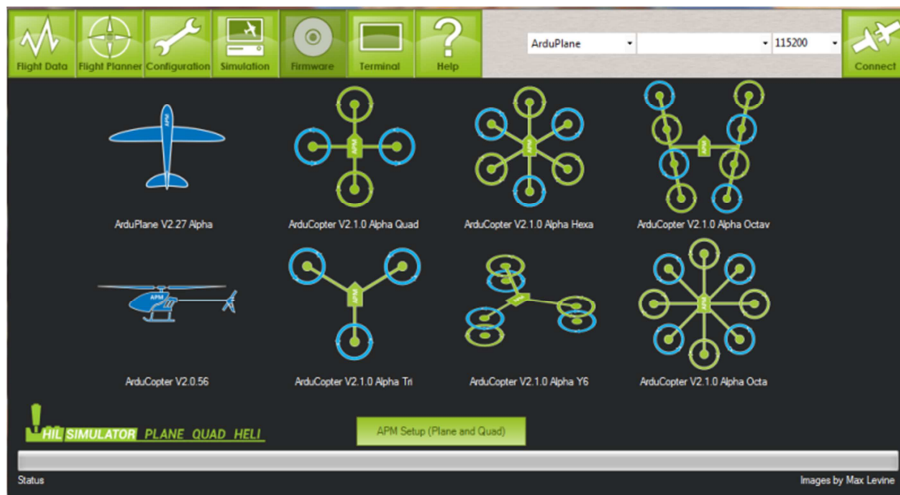 Flight Data Flight Planner Configuration Simulation Firmware Terminal Help ArduPlane 115200 Connect
ArduPlane V2.27 Alpha ArduCopter V2.1.0 Alpha Quad ArduCopter V2.1.0 Alpha Hexa ArduCopter V2.1.0 Alpha Octav
ArduCopter V2.0.56 ArduCopter V2.1.0 Alpha Tri ArduCopter V2.1.0 Alpha Y6 ArduCopter V2.1.0 Alpha Octa
HIL SIMULATOR PLANE QUAD HELI APM Setup (Plane and Quad)
Status Images by Max Levine